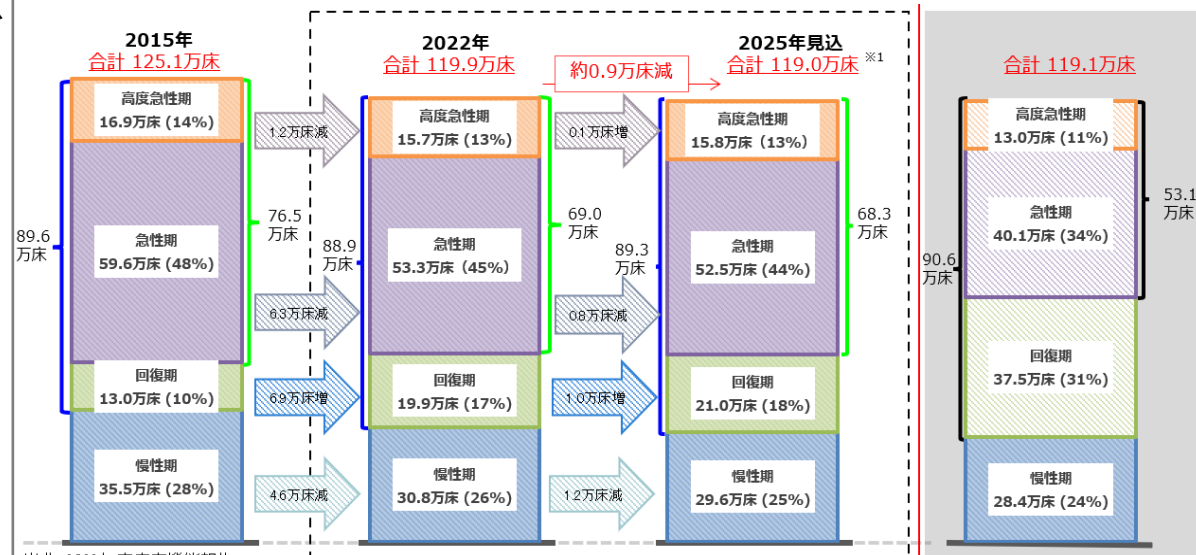 2015年
合計 125.1万床
高度急性期
16.9万床 (14%)
急性期
59.6万床 (48%)
回復期
13.0万床 (10%)
慢性期
35.5万床 (28%)
89.6
万床
76.5
万床
1.2万床減
6.3万床減
6.9万床増
4.6万床減
2022年
合計 119.9万床
高度急性期
15.7万床 (13%)
急性期
53.3万床 (45%)
回復期
19.9万床 (17%)
慢性期
30.8万床 (26%)
88.9
万床
69.0
万床
約0.9万床減
0.1万床増
0.8万床減
1.0万床増
1.2万床減
2025年見込
合計 119.0万床 ※1
高度急性期
15.8万床 (13%)
急性期
52.5万床 (44%)
回復期
21.0万床 (18%)
慢性期
29.6万床 (25%)
89.3
万床
68.3
万床
合計 119.1万床
高度急性期
13.0万床 (11%)
急性期
40.1万床 (34%)
回復期
37.5万床 (31%)
慢性期
28.4万床 (24%)
90.6
万床
53.1
万床